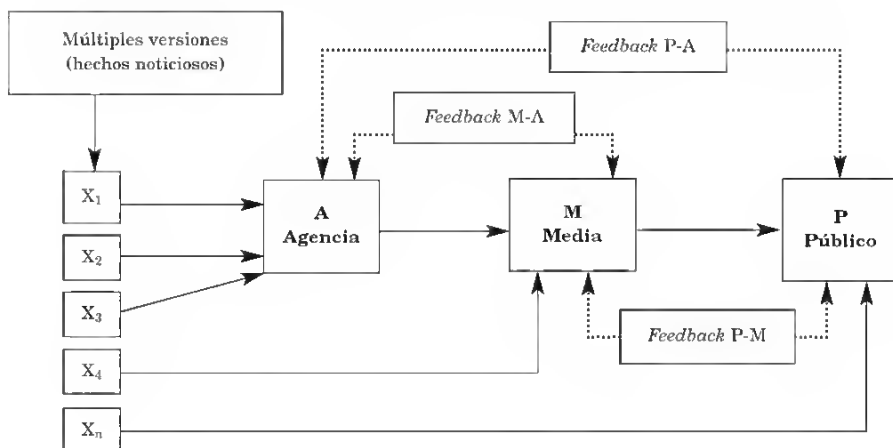 Múltiples versiones
(hechos noticiosos)
Feedback P-A
Feedback M-A
X1
X2
X3
X4
Xn
A
Agencia
M
Media
P
Público
Feedback P-M